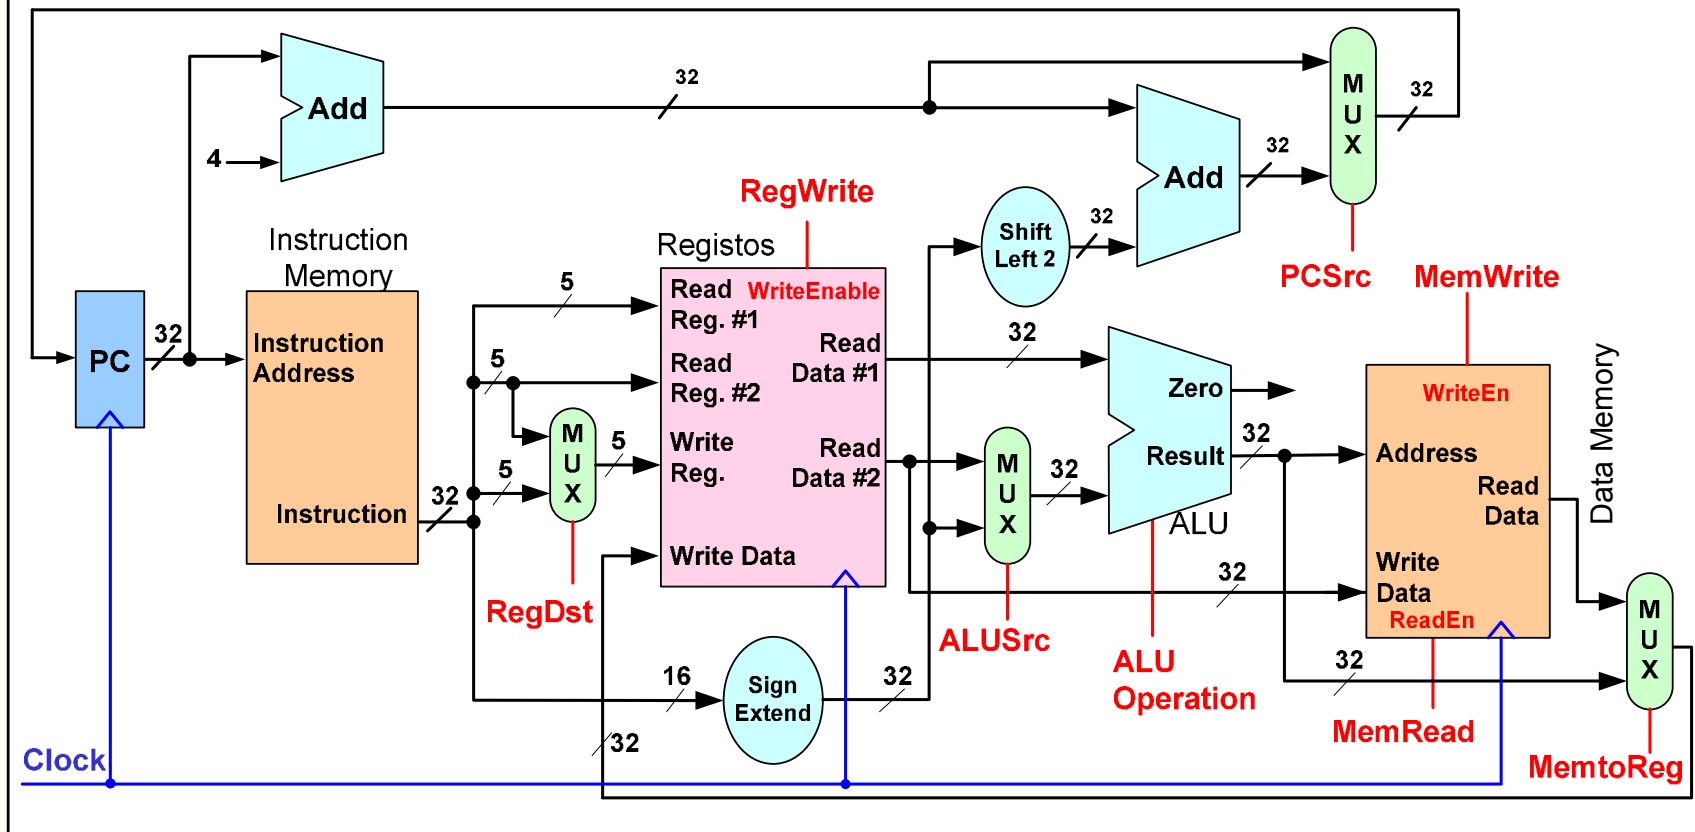 32
Add
4
32
Add
32
M
U
X
32
RegWrite
PCSrc
MemWrite
Instruction
Memory
Registos
Shift
Left 2
32
PC
32
Instruction
Address
Instruction
32
5
5
5
M
U
X
5
RegDst
Read
Reg. #1
WriteEnable
Read
Reg. #2
Write
Reg.
Write Data
Read
Data #1
Read
Data #2
32
M
U
X
32
ALUSrc
Zero
Result
ALU
ALU
Operation
32
32
32
WriteEn
Address
Read
Data
Write
Data
ReadEn
Data Memory
MemRead
M
U
X
MemtoReg
16
Sign
Extend
32
32
Clock